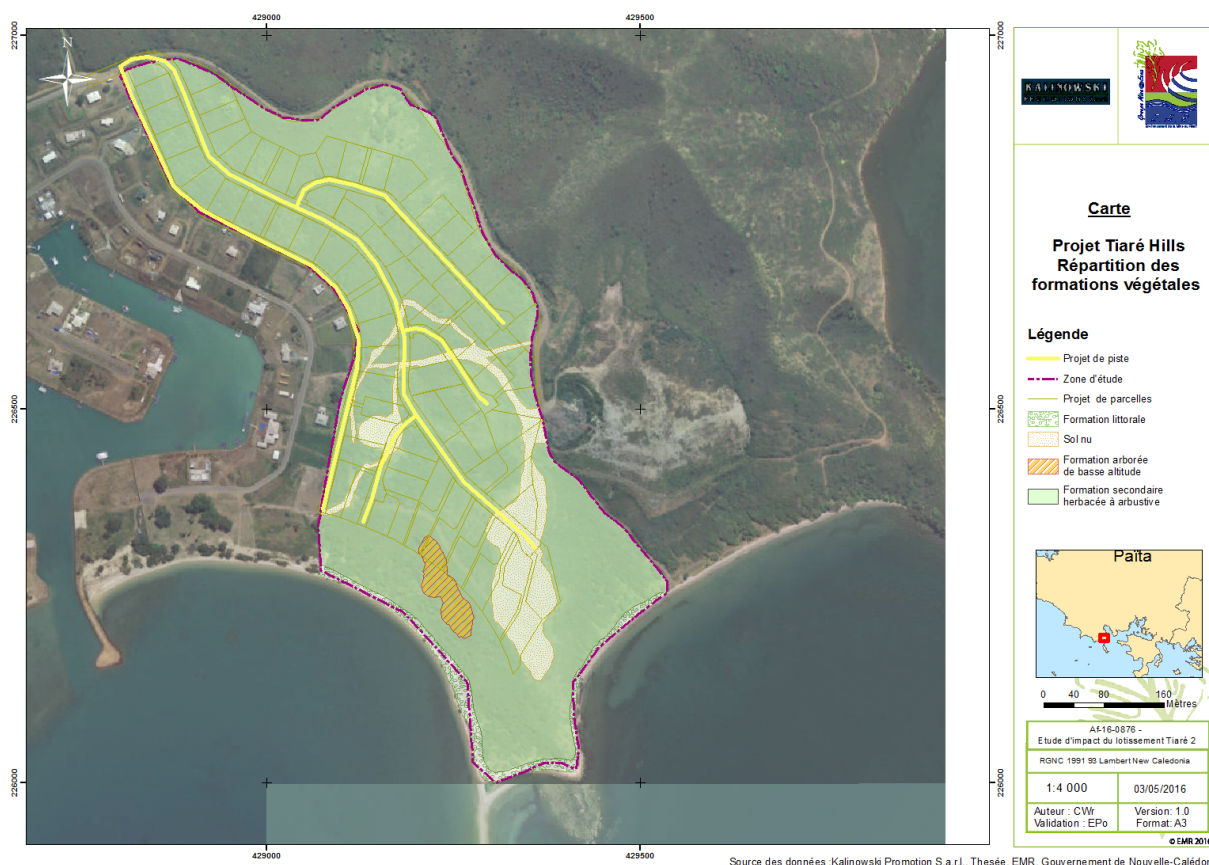 429000
429500
227000
227000
N
226500
226500
226000
226000
429000
429500
KALINOWSKI
Carte
Projet Tiaré Hills
Répartition des
formations végétales
Légende
Projet de piste
Zone d'étude
Projet de parcelles
Formation littorale
Sol nu
Formation arborée
de basse altitude
Formation secondaire
herbacée à arbustive
Païta
0 40 80 160
Mètres
Af-16-0876 -
Etude d'impact du lotissement Tiaré 2
RGNC 1991 93 Lambert New Caledonia
1:4 000
03/05/2016
Auteur : CWr
Validation : EPo
Version: 1.0
Format: A3
© EMR 2016
Source des données :Kalinowski Promotion S.a.r.l., Thesée, EMR, Gouvernement de Nouvelle-Calédor